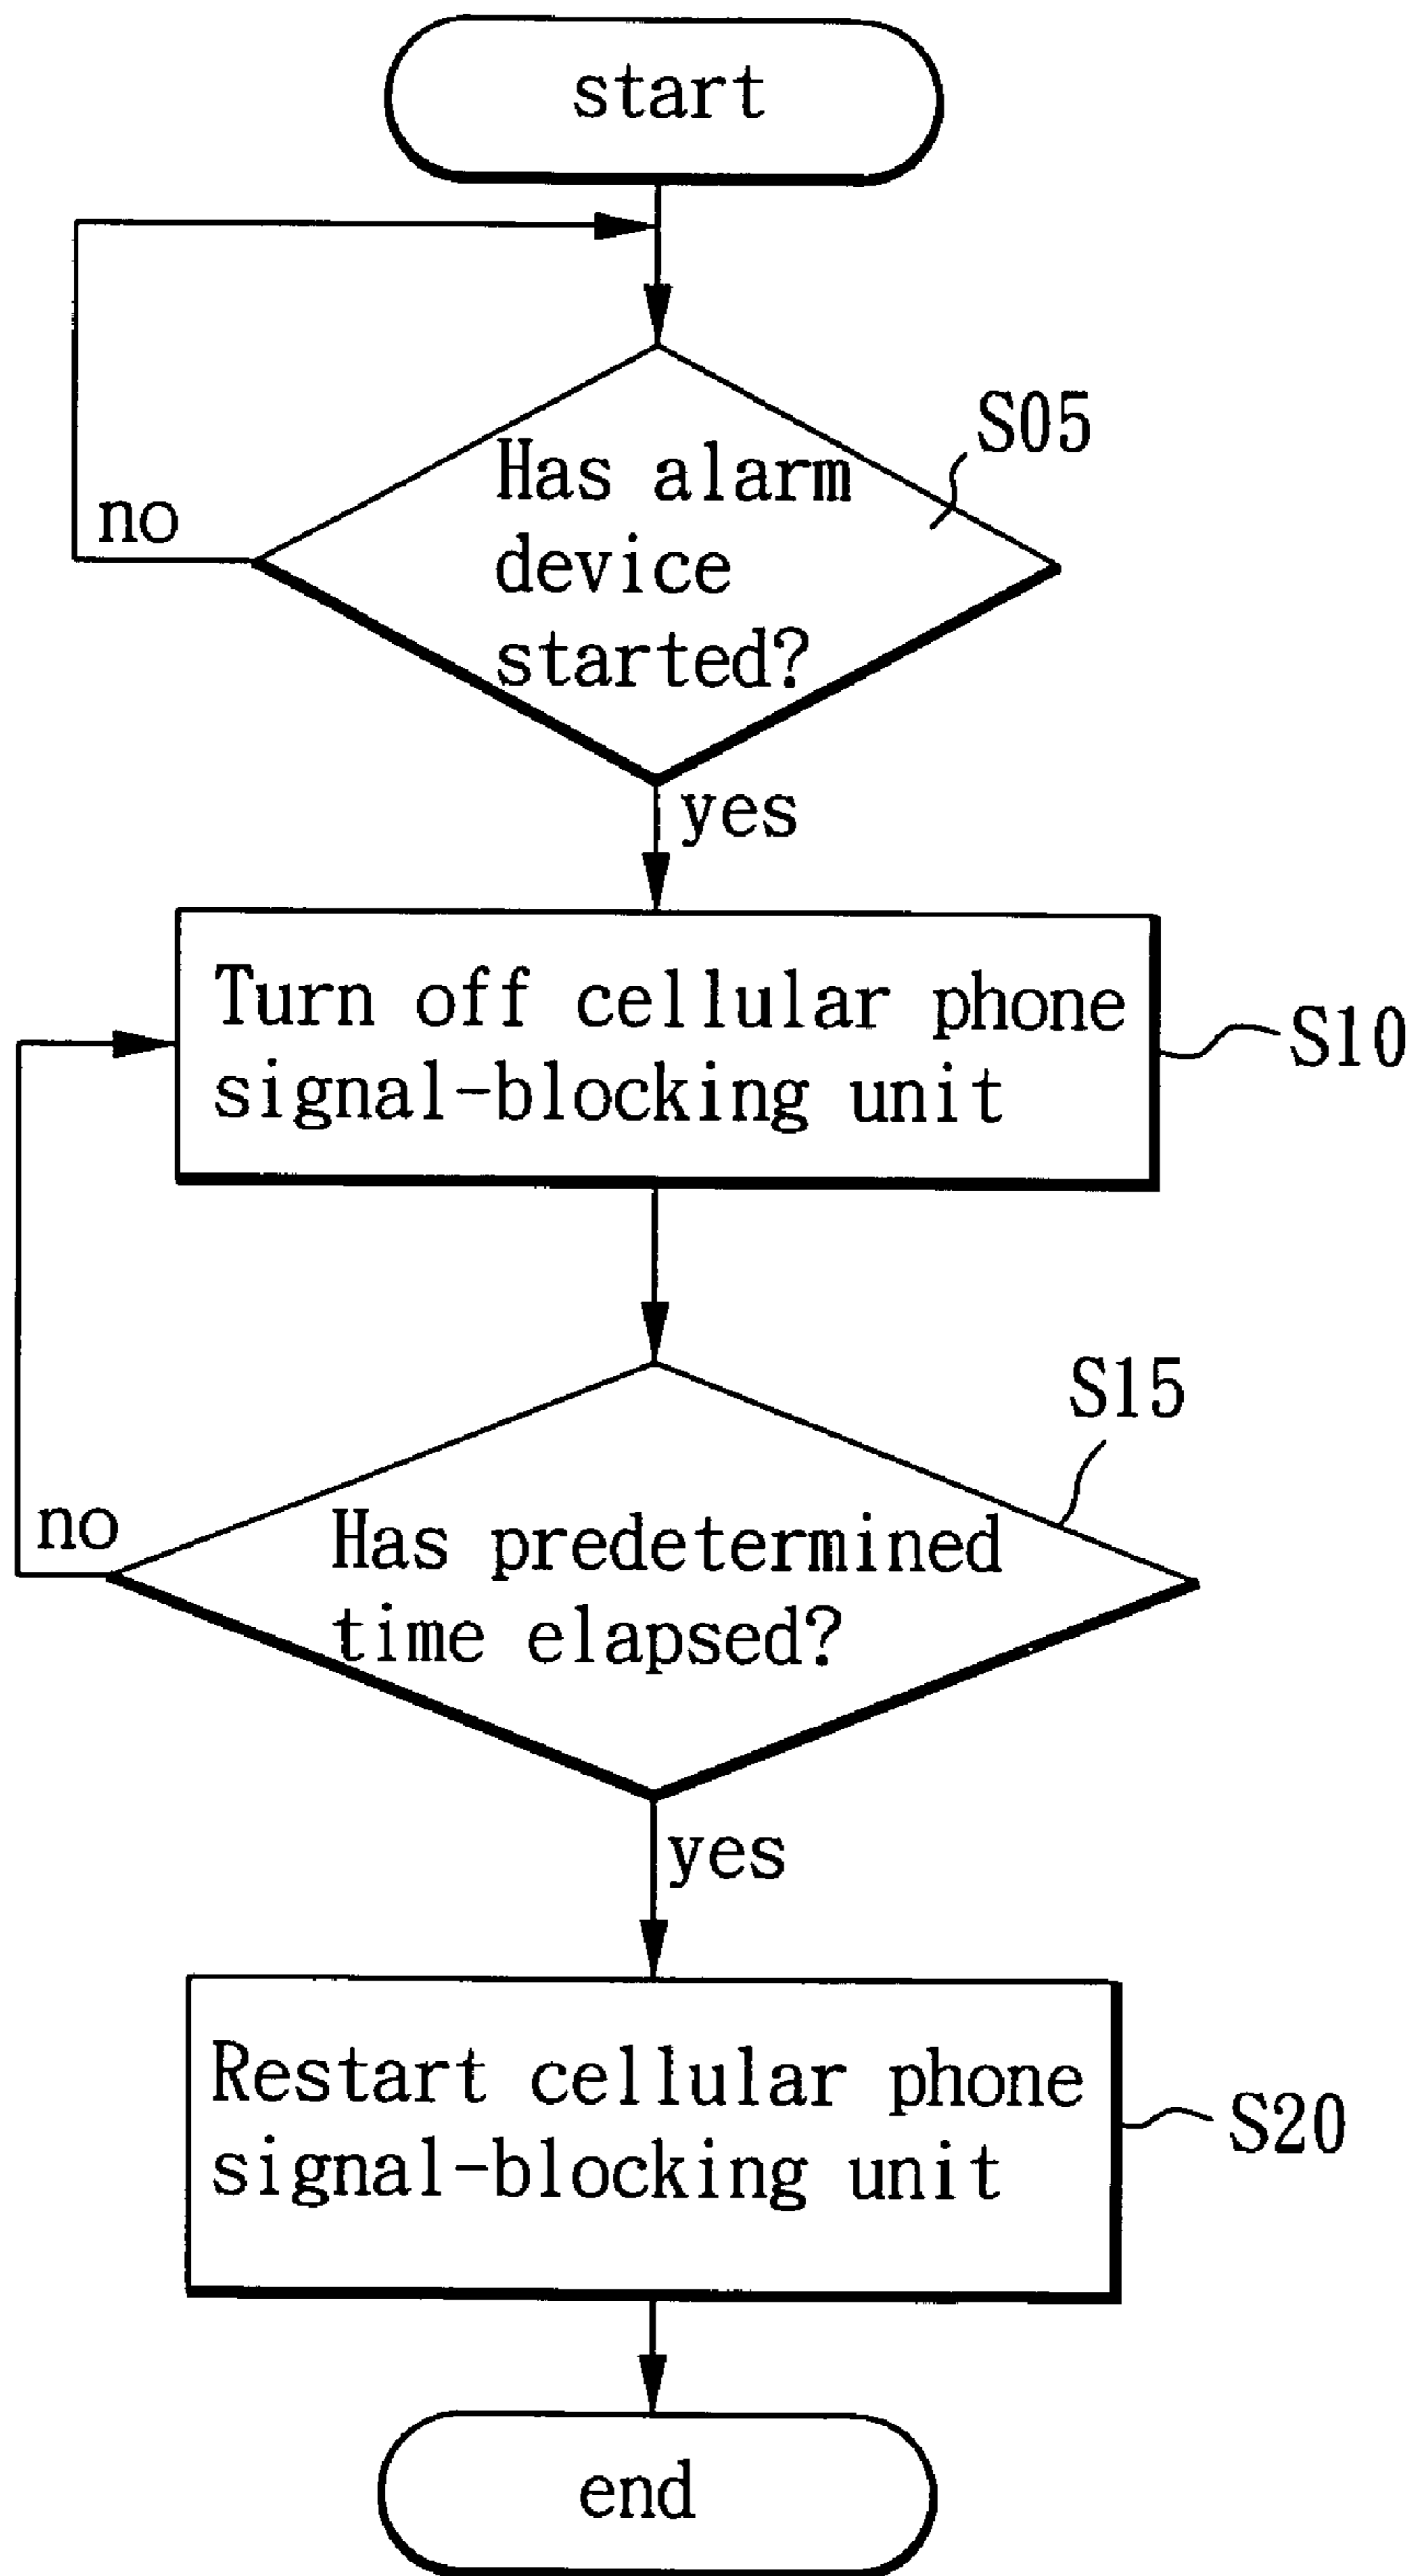 start
S05
Has alarm
device
started?
no
yes
Turn off cellular phone
signal-blocking unit
S10
S15
Has predetermined
time elapsed?
no
yes
Restart cellular phone
signal-blocking unit
S20
end